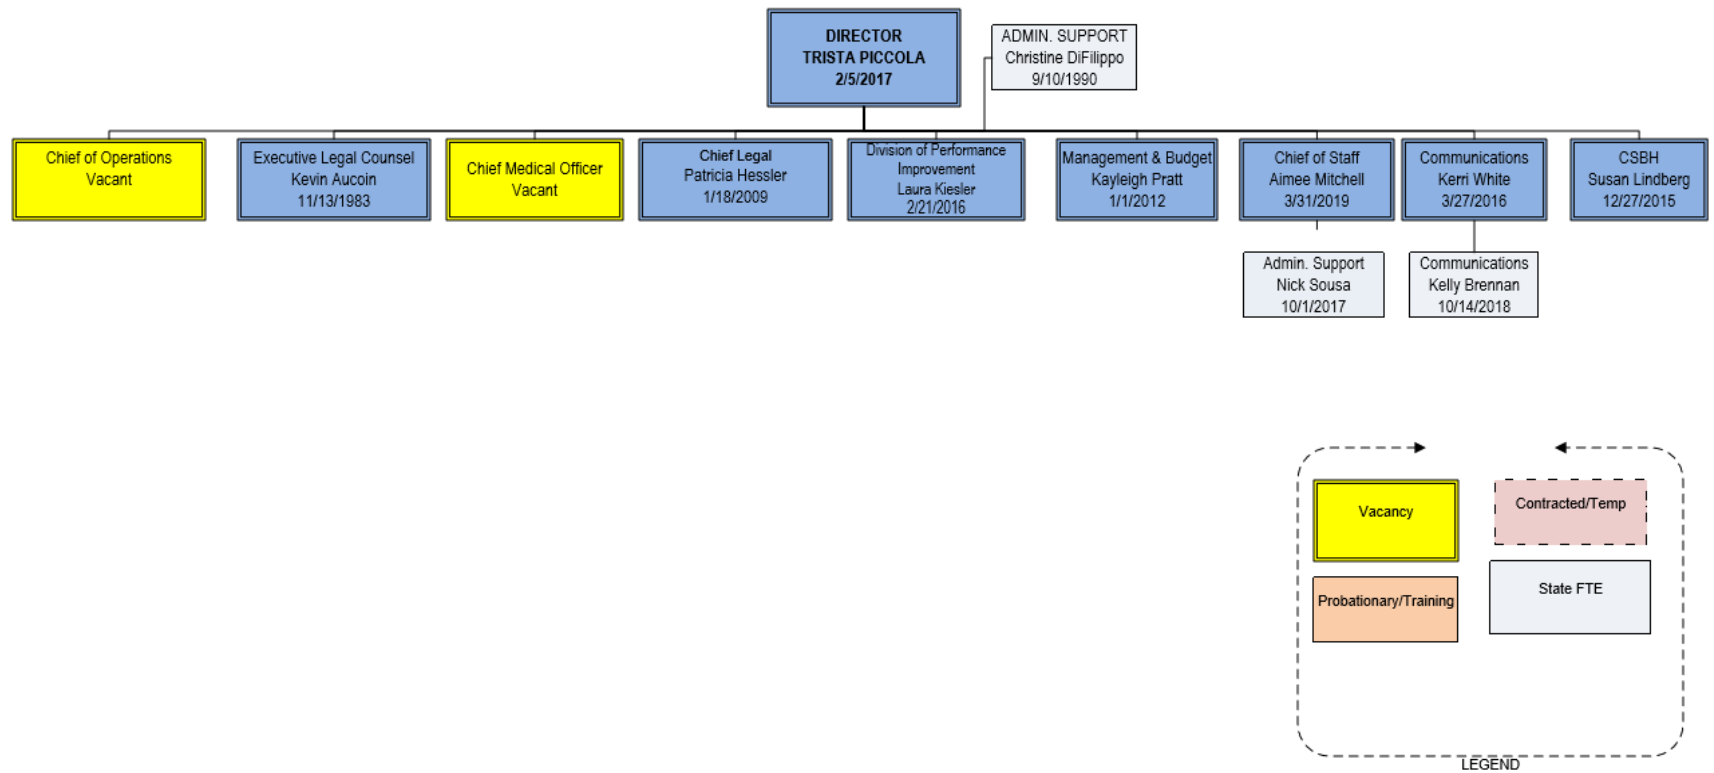 DIRECTOR
TRISTA PICCOLA
2/5/2017
ADMIN. SUPPORT
Christine DiFilippo
9/10/1990
Chief of Operations
Vacant
Executive Legal Counsel
Kevin Aucoin
11/13/1983
Chief Medical Officer
Vacant
Chief Legal
Patricia Hessler
1/18/2009
Division of Performance
Improvement
Laura Kiesler
2/21/2016
Management & Budget
Kayleigh Pratt
1/1/2012
Chief of Staff
Aimee Mitchell
3/31/2019
Communications
Kerri White
3/27/2016
CSBH
Susan Lindberg
12/27/2015
Admin. Support
Nick Sousa
10/1/2017
Communications
Kelly Brennan
10/14/2018
Vacancy
Contracted/Temp
Probationary/Training
State FTE
LEGEND